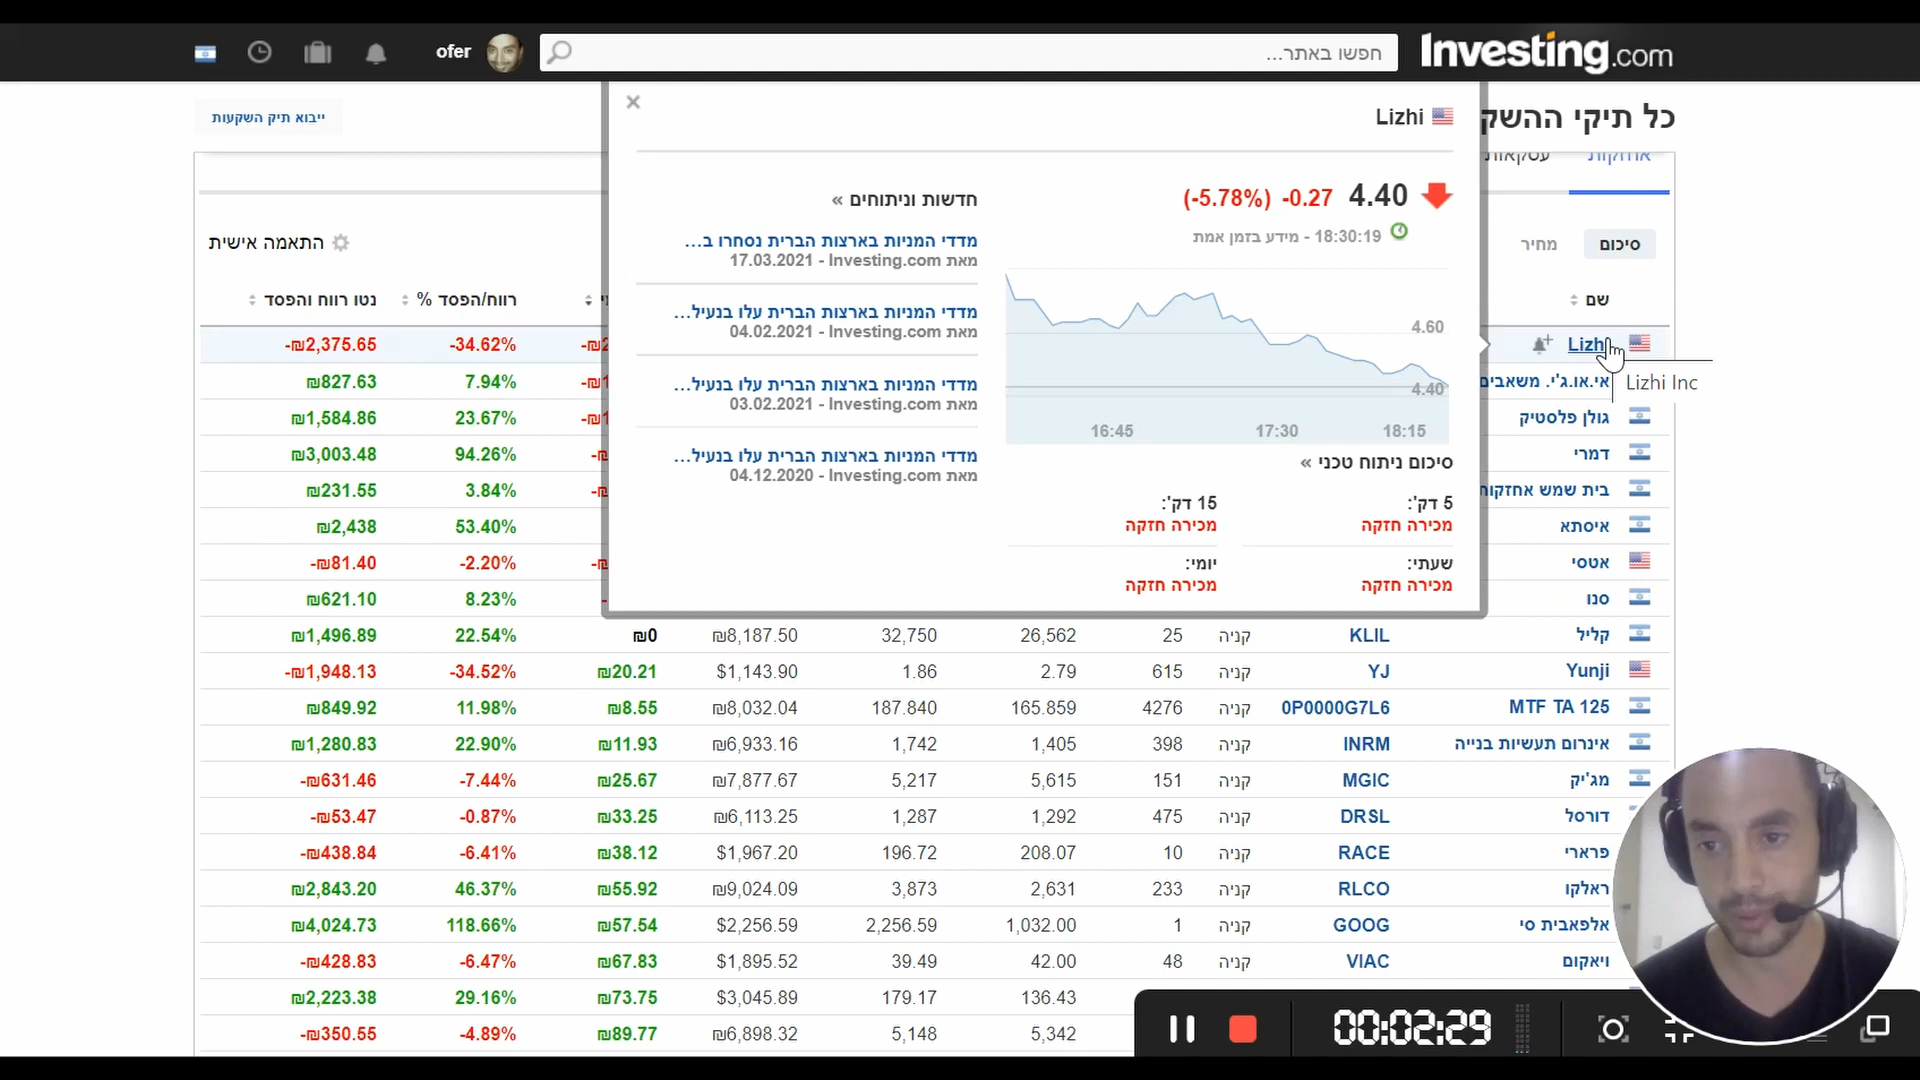 ofer
חפשו באתר...
Investing.com
ייבוא תיק השקעות
כל תיקי ההשק
Lizhi
אחזקות
עסקאות
4.40 -0.27 (-5.78%)
18:30:19 - מידע בזמן אמת
חדשות וניתוחים »
מדדי המניות בארצות הברית נסחרו ב...
מאת Investing.com - 17.03.2021
מדדי המניות בארצות הברית עלו בנעיל...
מאת Investing.com - 04.02.2021
מדדי המניות בארצות הברית עלו בנעיל...
מאת Investing.com - 03.02.2021
מדדי המניות בארצות הברית עלו בנעיל...
מאת Investing.com - 04.12.2020
4.60
4.40
16:45 17:30 18:15
סיכום ניתוח טכני »
5 דק': 15 דק':
מכירה חזקה מכירה חזקה
שעתי: יומי:
מכירה חזקה מכירה חזקה
סיכום מחיר
התאמה אישית
שם רווח/הפסד % נטו רווח והפסד
Lizhi -34.62% -₪2,375.65
Lizhi Inc
אי.או.ג'י. משאבים 7.94% ₪827.63
גולן פלסטיק 23.67% ₪1,584.86
דמרי 94.26% ₪3,003.48
בית שמש אחזקות 3.84% ₪231.55
איסתא 53.40% ₪2,438
אטסי -2.20% -₪81.40
סנו 8.23% ₪621.10
קליל KLIL קניה 25 26,562 32,750 ₪8,187.50 ₪0 22.54% ₪1,496.89
Yunji YJ קניה 615 2.79 1.86 $1,143.90 ₪20.21 -34.52% -₪1,948.13
MTF TA 125 0P0000G7L6 קניה 4276 165.859 187.840 ₪8,032.04 ₪8.55 11.98% ₪849.92
אינרום תעשיות בנייה INRM קניה 398 1,405 1,742 ₪6,933.16 ₪11.93 22.90% ₪1,280.83
מג'יק MGIC קניה 151 5,615 5,217 ₪7,877.67 ₪25.67 -7.44% -₪631.46
דורסל DRSL קניה 475 1,292 1,287 ₪6,113.25 ₪33.25 -0.87% -₪53.47
פרארי RACE קניה 10 208.07 196.72 $1,967.20 ₪38.12 -6.41% -₪438.84
ראלקו RLCO קניה 233 2,631 3,873 ₪9,024.09 ₪55.92 46.37% ₪2,843.20
אלפאבית סי GOOG קניה 1 1,032.00 2,256.59 $2,256.59 ₪57.54 118.66% ₪4,024.73
ויאקום VIAC קניה 48 42.00 39.49 $1,895.52 ₪67.83 -6.47% -₪428.83
136.43 179.17 $3,045.89 ₪73.75 29.16% ₪2,223.38
5,342 5,148 ₪6,898.32 ₪89.77 -4.89% -₪350.55
00:02:29